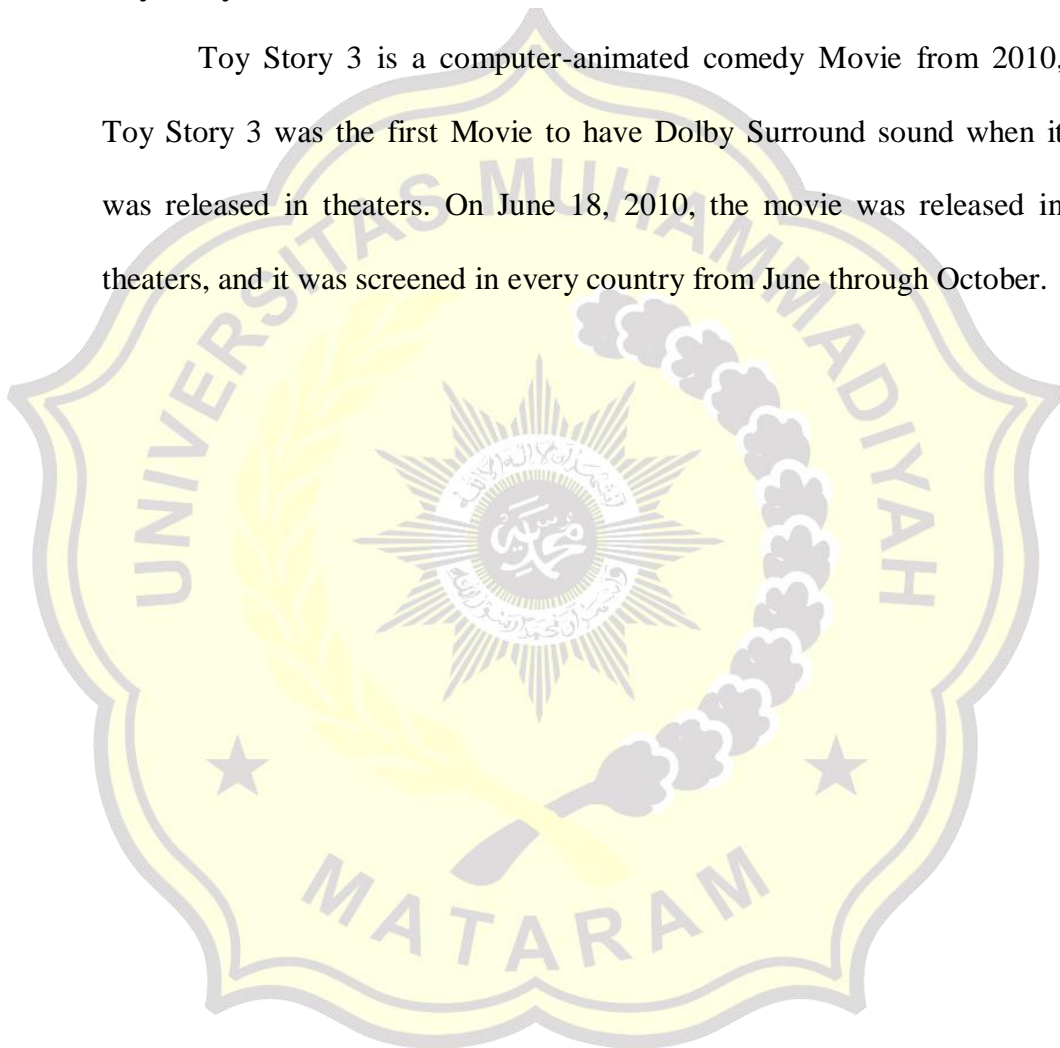 Toy Story 3 is a computer-animated comedy Movie from 2010,
Toy Story 3 was the first Movie to have Dolby Surround sound when it
was released in theaters. On June 18, 2010, the movie was released in
theaters, and it was screened in every country from June through October.
UNIVERSITAS MUHAMMADIYAH
MATARAM